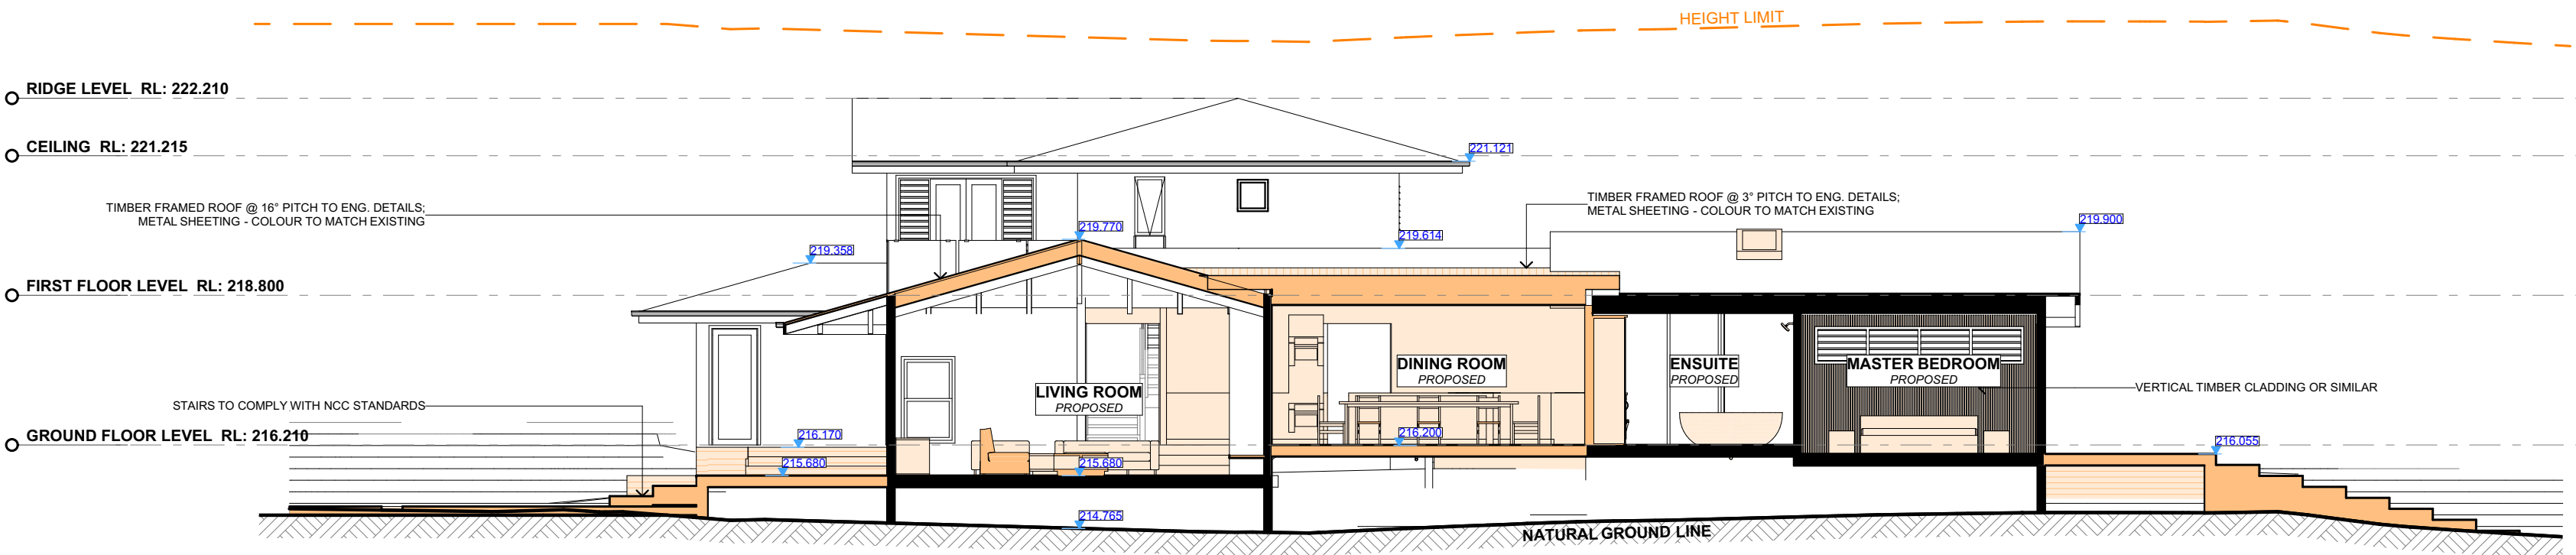 HEIGHT LIMIT
RIDGE LEVEL  RL: 222.210
CEILING  RL: 221.215
221.121
TIMBER FRAMED ROOF @ 16° PITCH TO ENG. DETAILS;
METAL SHEETING - COLOUR TO MATCH EXISTING
TIMBER FRAMED ROOF @ 3° PITCH TO ENG. DETAILS;
METAL SHEETING - COLOUR TO MATCH EXISTING
219.770
219.614
219.900
219.358
FIRST FLOOR LEVEL  RL: 218.800
LIVING ROOM
PROPOSED
DINING ROOM
PROPOSED
ENSUITE
PROPOSED
MASTER BEDROOM
PROPOSED
VERTICAL TIMBER CLADDING OR SIMILAR
STAIRS TO COMPLY WITH NCC STANDARDS
GROUND FLOOR LEVEL  RL: 216.210
216.170
216.200
216.055
215.680
215.680
214.765
NATURAL GROUND LINE